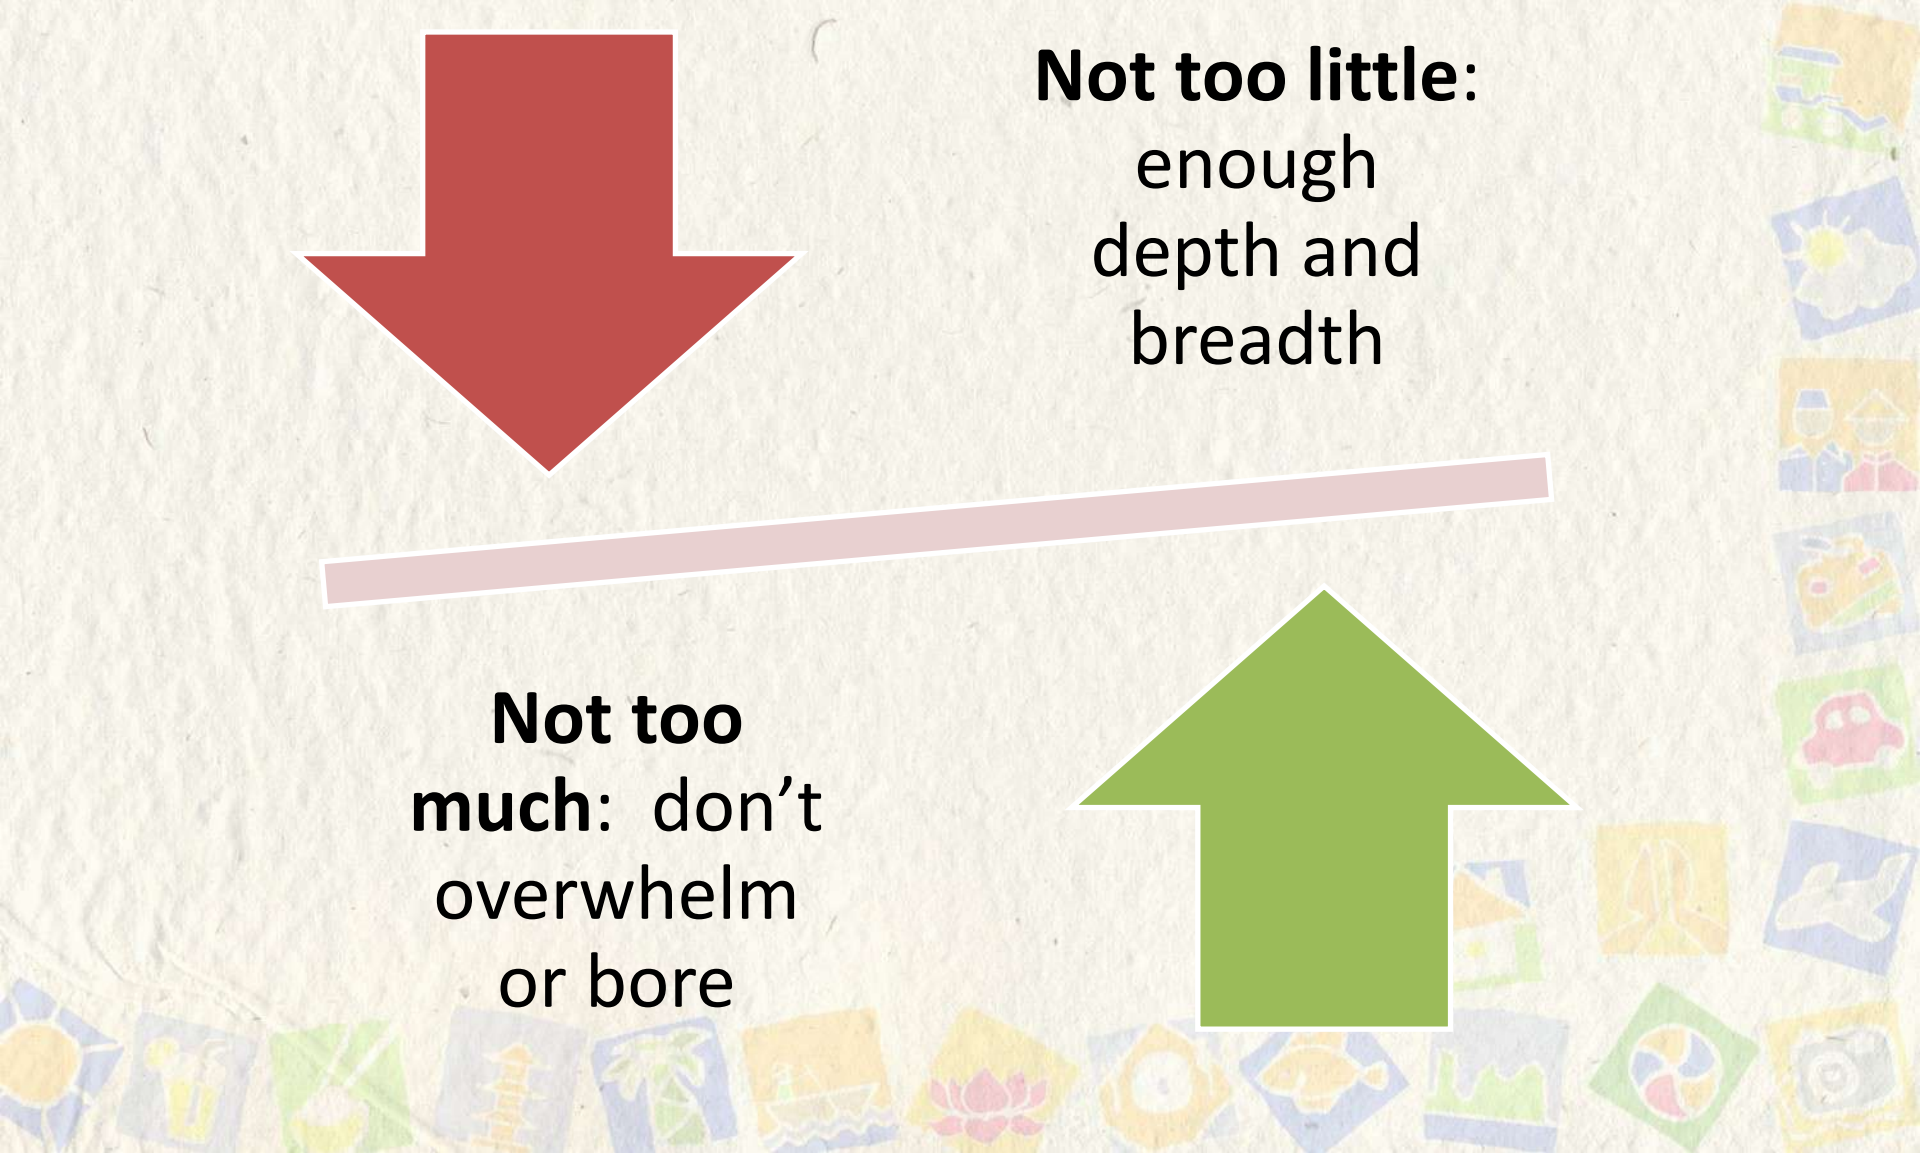 Not too little:
enough
depth and
breadth
Not too
much:  don’t
overwhelm
or bore